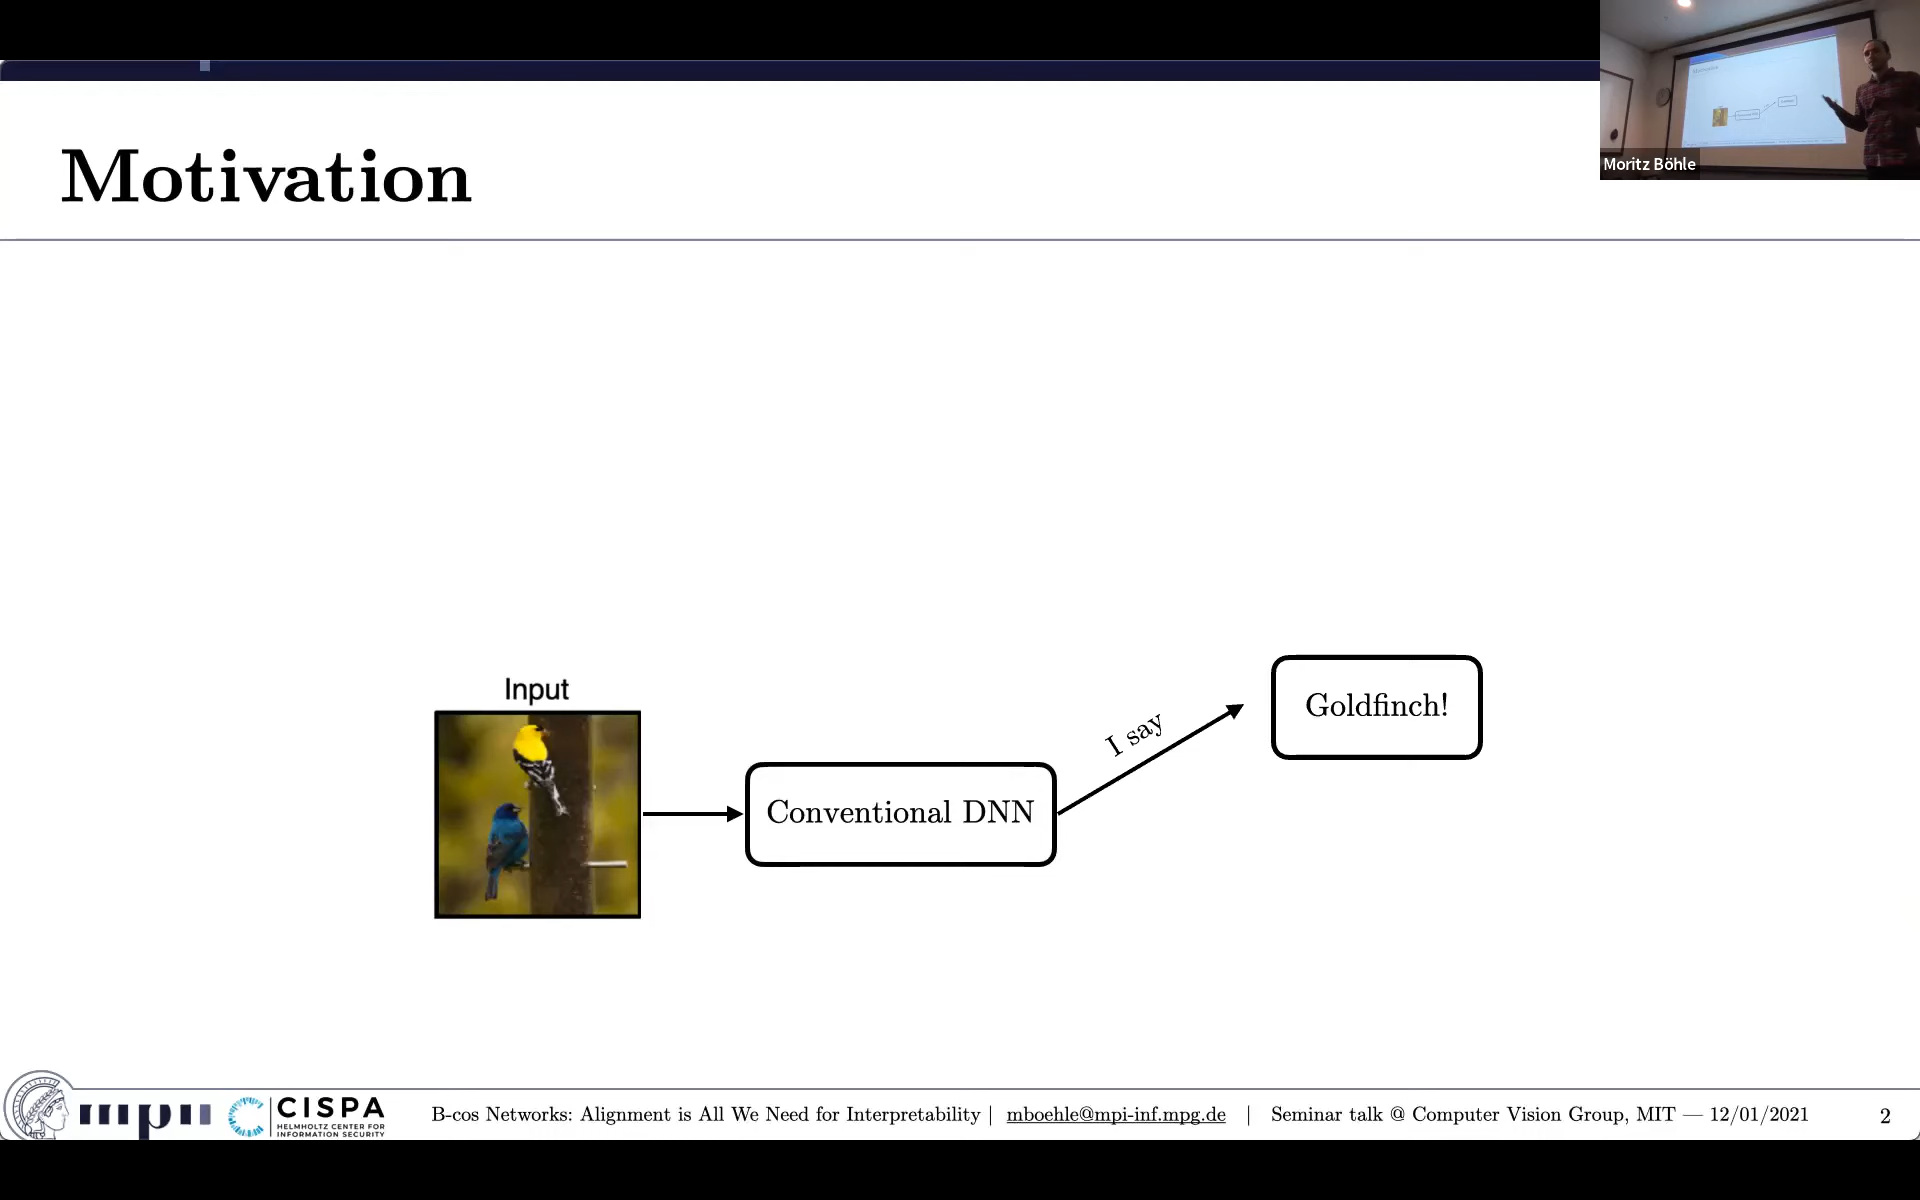 Moritz Böhle
Motivation
Input
Conventional DNN
I say
Goldfinch!
mpii
CISPA
HELMHOLTZ CENTER FOR
INFORMATION SECURITY
B-cos Networks: Alignment is All We Need for Interpretability | mboehle@mpi-inf.mpg.de | Seminar talk @ Computer Vision Group, MIT — 12/01/2021
2